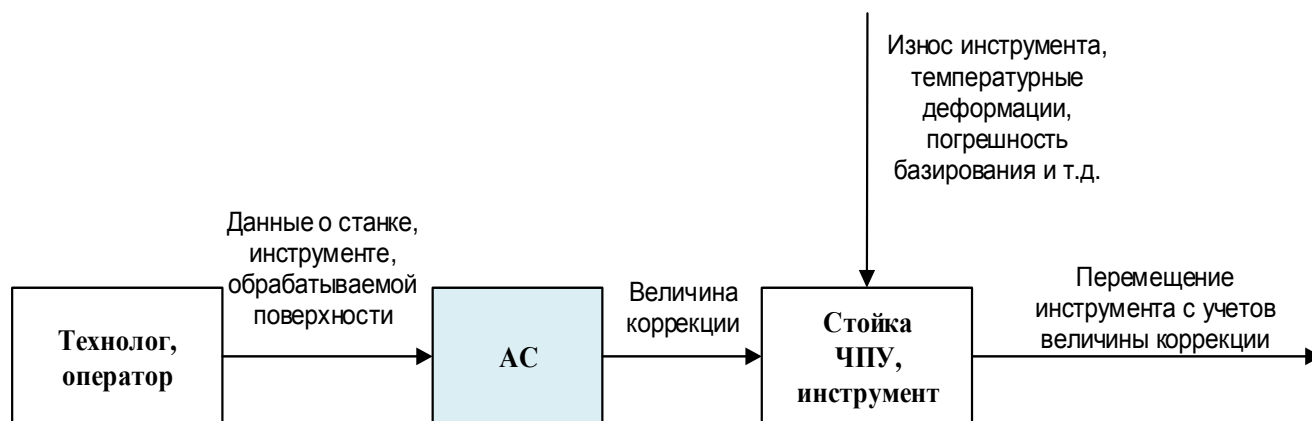 Износ инструмента,
температурные
деформации,
погрешность
базирования и т.д.
Данные о станке,
инструменте,
обрабатываемой
поверхности
Величина
коррекции
Перемещение
инструмента с учетов
величины коррекции
Технолог,
оператор
АС
Стойка
ЧПУ,
инструмент